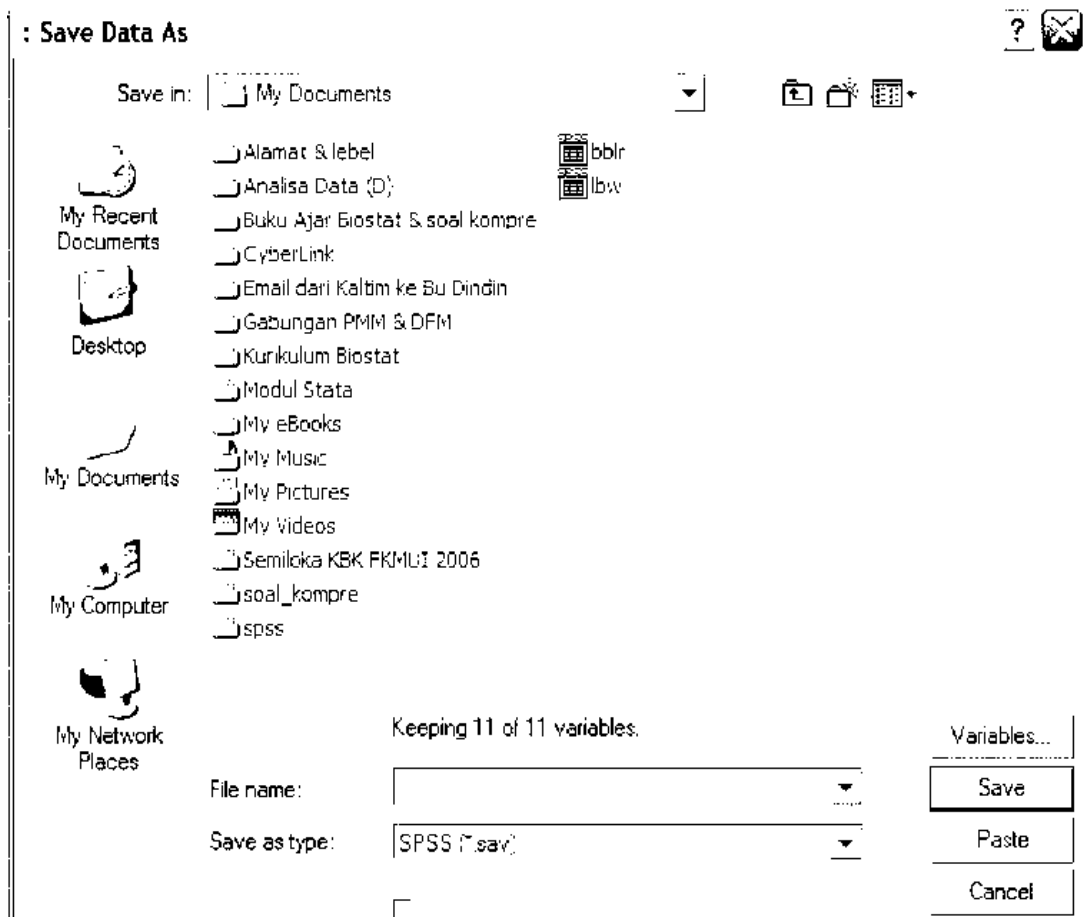 : Save Data As
?
Save in: My Documents
My Recent
Documents
Desktop
My Documents
My Computer
My Network
Places
Alamat & lebel
Analisa Data (D)
Buku Ajar Biostat & soal kompre
CyberLink
Email dari Kaltim ke Bu Dindin
Gabungan PMM & DFM
Kurikulum Biostat
Modul Stata
My eBooks
My Music
My Pictures
My Videos
Semiloka KBK FKMUI 2006
soal_kompre
spss
bblr
lbw
Keeping 11 of 11 variables.
Variables...
File name:
Save
Save as type: SPSS (*.sav)
Paste
Cancel